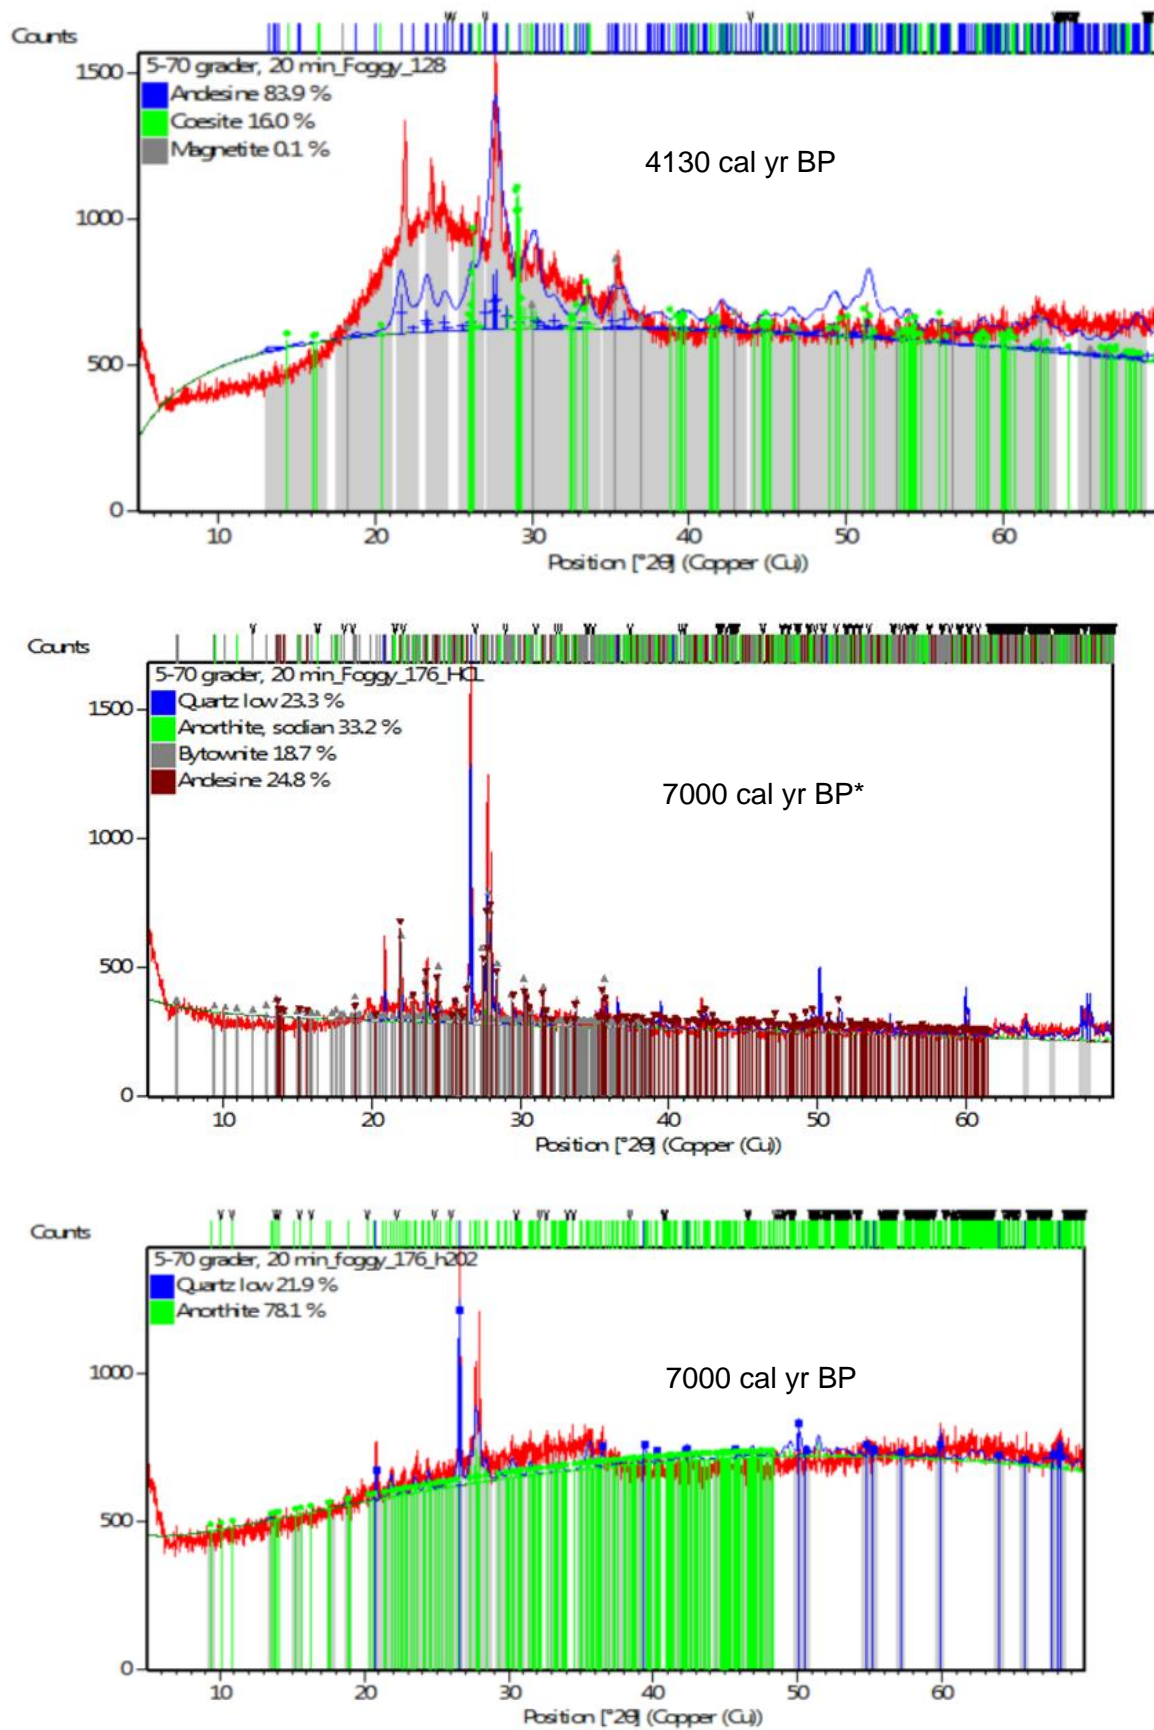 Counts
1500
5-70 grader, 20 min_Foggy_128
Andesine 83.9 %
Coesite 16.0 %
Magnetite 0.1 %
4130 cal yr BP
1000
500
0
10 20 30 40 50 60
Position [°2θ] (Copper (Cu))
Counts
5-70 grader, 20 min_Foggy_176_HCL
1500
Quartz low 23.3 %
Anorthite, sodian 33.2 %
Bytownite 18.7 %
Andesine 24.8 %
7000 cal yr BP*
1000
500
0
10 20 30 40 50 60
Position [°2θ] (Copper (Cu))
Counts
5-70 grader, 20 min_foggy_176_h202
Quartz low 21.9 %
Anorthite 78.1 %
1000
7000 cal yr BP
500
0
10 20 30 40 50 60
Position [°2θ] (Copper (Cu))